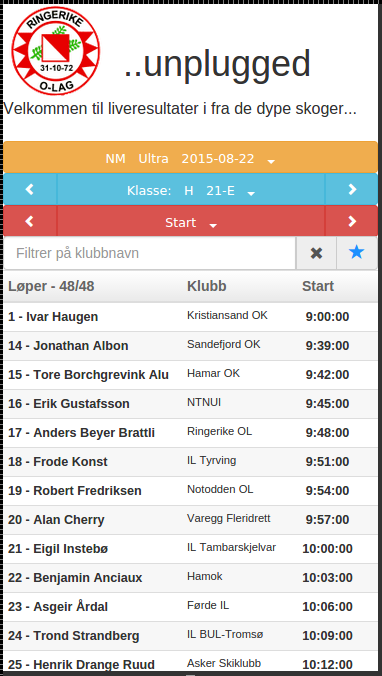 RINGERIKE
31-10-72
O-LAG
..unplugged
Velkommen til liveresultater i fra de dype skoger...
NM Ultra 2015-08-22
Klasse: H 21-E
Start
Filtrer på klubbnavn
Løper - 48/48 Klubb Start
1 - Ivar Haugen Kristiansand OK 9:00:00
14 - Jonathan Albon Sandefjord OK 9:39:00
15 - Tore Borchgrevink Alu Hamar OK 9:42:00
16 - Erik Gustafsson NTNUI 9:45:00
17 - Anders Beyer Brattli Ringerike OL 9:48:00
18 - Frode Konst IL Tyrving 9:51:00
19 - Robert Fredriksen Notodden OL 9:54:00
20 - Alan Cherry Varegg Fleridrett 9:57:00
21 - Eigil Instebø IL Tambarskjelvar 10:00:00
22 - Benjamin Anciaux Hamok 10:03:00
23 - Asgeir Årdal Førde IL 10:06:00
24 - Trond Strandberg IL BUL-Tromsø 10:09:00
25 - Henrik Drange Ruud Asker Skiklubb 10:12:00